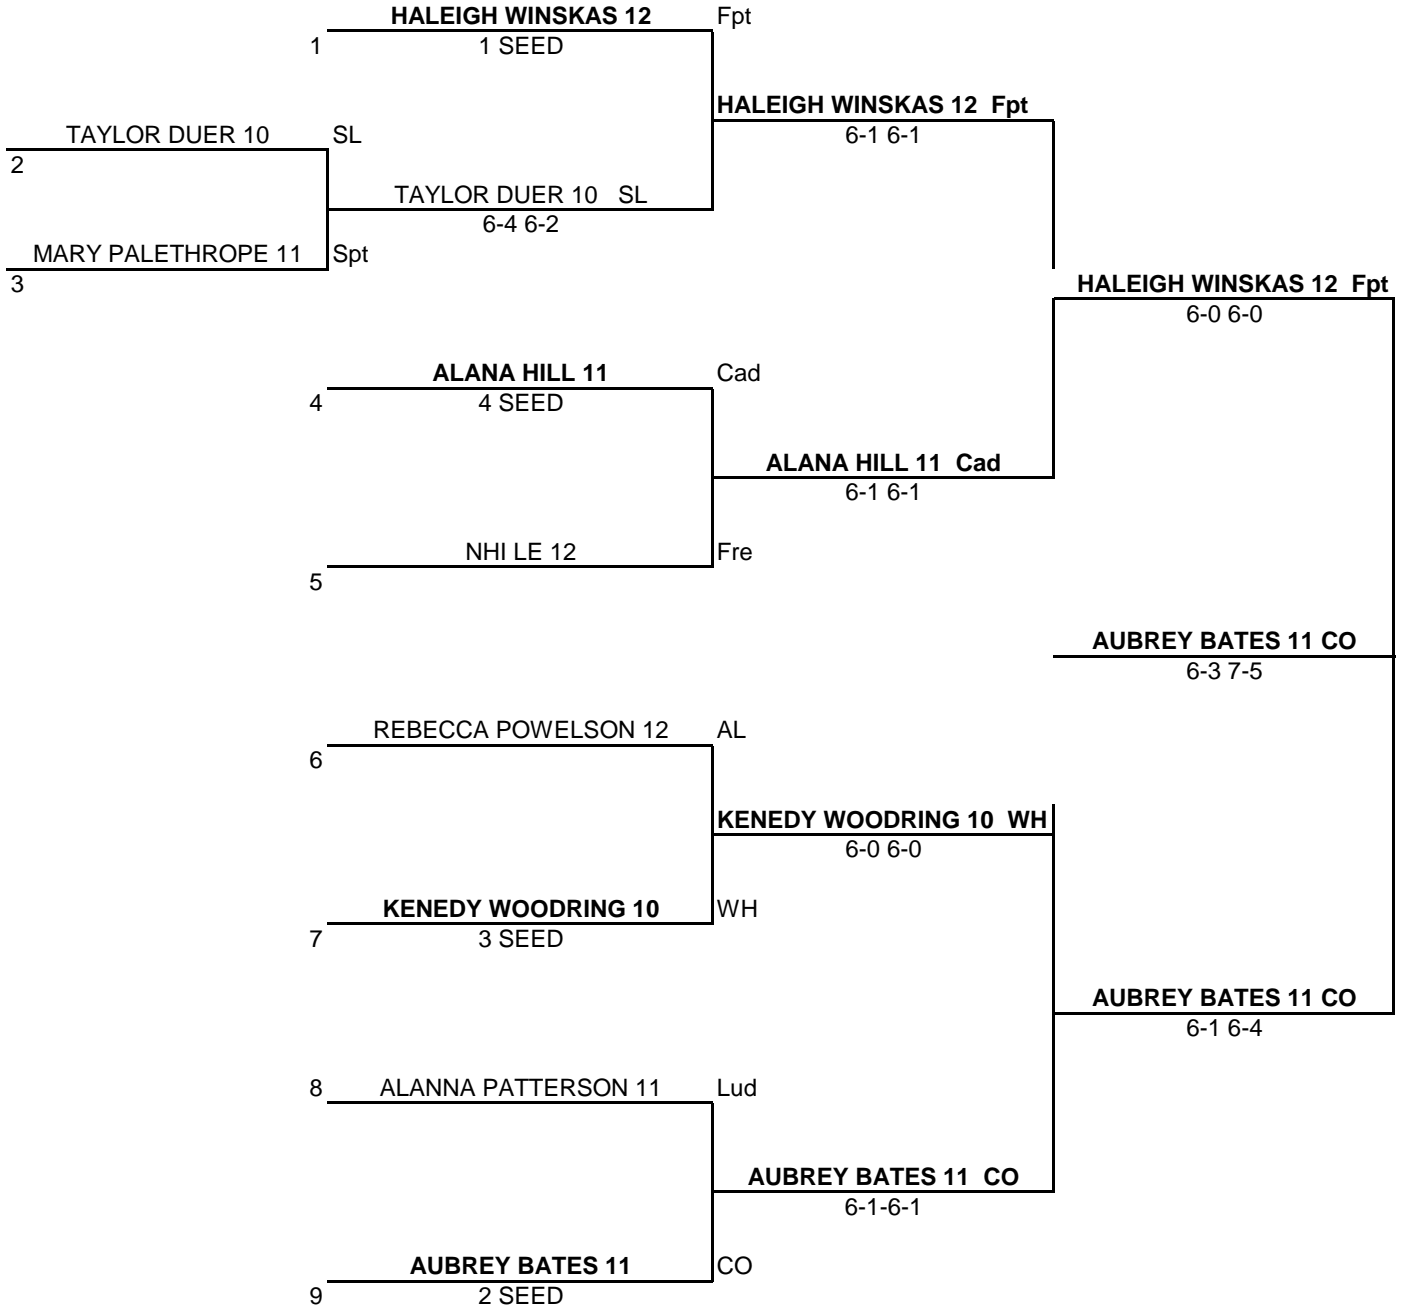 HALEIGH WINSKAS 12 Fpt
1 1 SEED
HALEIGH WINSKAS 12 Fpt
TAYLOR DUER 10 SL 6-1 6-1
2
TAYLOR DUER 10 SL
6-4 6-2
MARY PALETHROPE 11 Spt
3 HALEIGH WINSKAS 12 Fpt
6-0 6-0
ALANA HILL 11 Cad
4 4 SEED
ALANA HILL 11 Cad
6-1 6-1
NHI LE 12 Fre
5
AUBREY BATES 11 CO
6-3 7-5
REBECCA POWELSON 12 AL
6
KENEDY WOODRING 10 WH
6-0 6-0
KENEDY WOODRING 10 WH
7 3 SEED
AUBREY BATES 11 CO
6-1 6-4
8 ALANNA PATTERSON 11 Lud
AUBREY BATES 11 CO
6-1-6-1
AUBREY BATES 11 CO
9 2 SEED